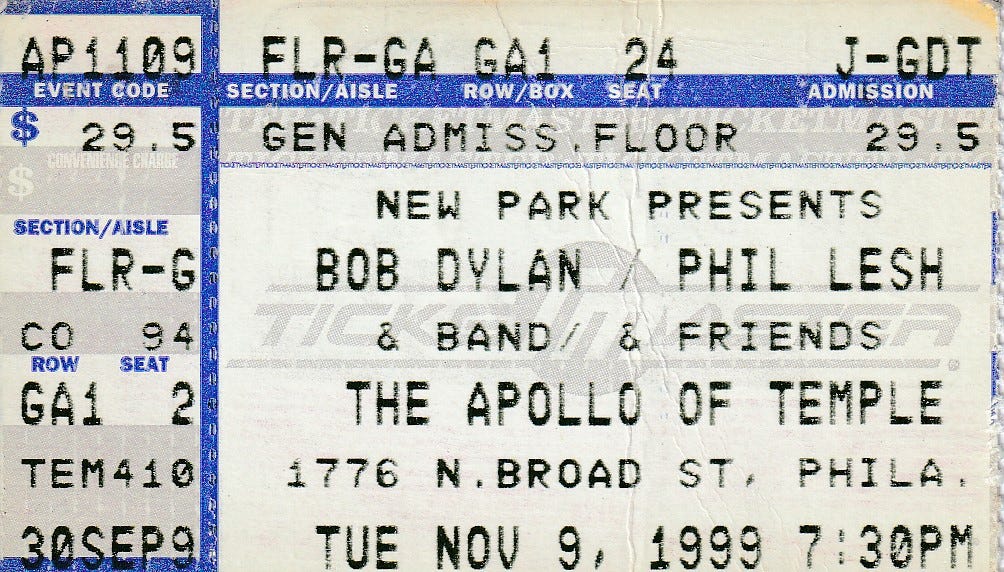 AP1109 FLR-GA GA1 24 J-GDT
EVENT CODE SECTION/AISLE ROW/BOX SEAT ADMISSION
$ 29.5 GEN ADMISS.FLOOR 29.5
CONVENIENCE CHARGE
$
NEW PARK PRESENTS
SECTION/AISLE
FLR-G BOB DYLAN / PHIL LESH
TICKETMASTER
CO 94 & BAND/ & FRIENDS
ROW SEAT
GA1 2 THE APOLLO OF TEMPLE
TEM410 1776 N.BROAD ST, PHILA.
30SEP9 TUE NOV 9, 1999 7:30PM